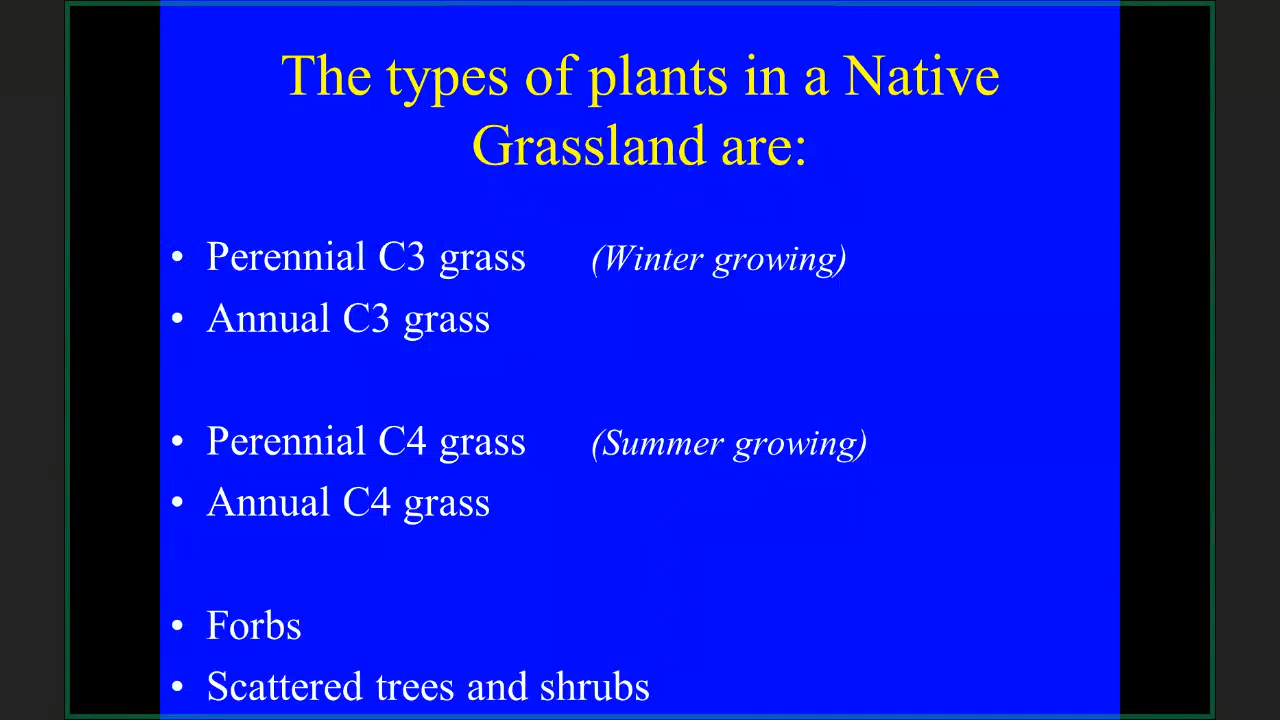 The types of plants in a Native
Grassland are:
• Perennial C3 grass (Winter growing)
• Annual C3 grass
• Perennial C4 grass (Summer growing)
• Annual C4 grass
• Forbs
• Scattered trees and shrubs